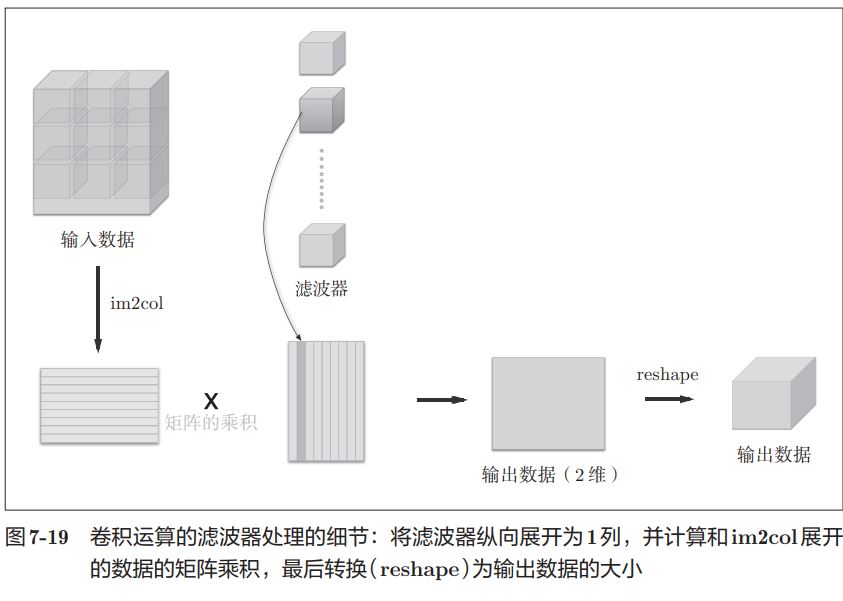 输入数据
滤波器
im2col
X
矩阵的乘积
reshape
输出数据（2维）
输出数据
图7-19 卷积运算的滤波器处理的细节：将滤波器纵向展开为1列，并计算和im2col展开
的数据的矩阵乘积，最后转换（reshape）为输出数据的大小